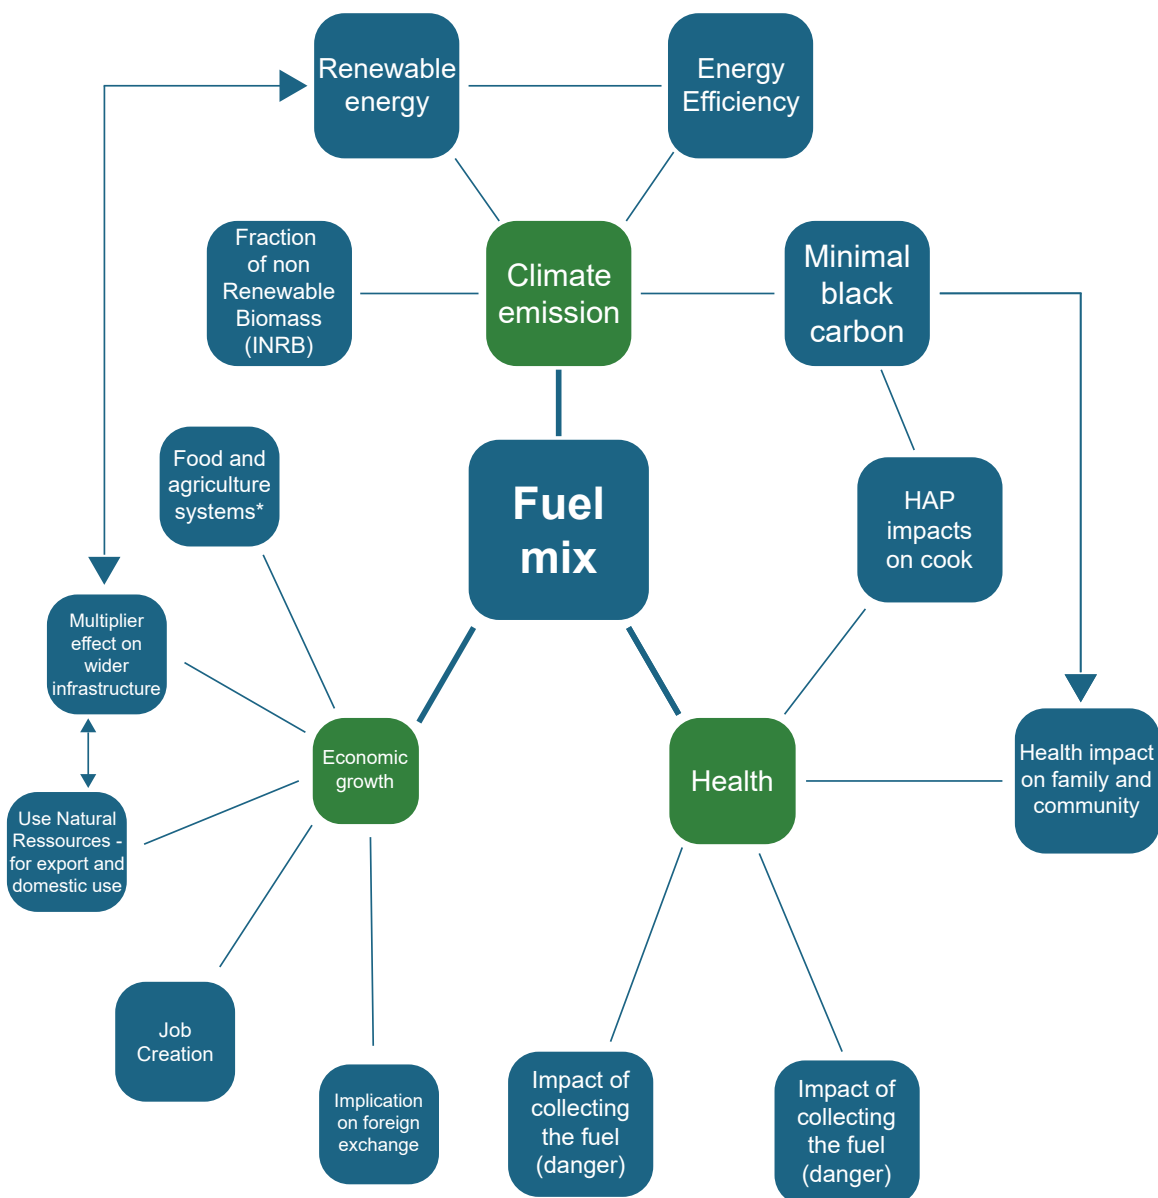 Renewable
energy
Energy
Efficiency
Fraction
of non
Renewable
Biomass
(INRB)
Climate
emission
Minimal
black
carbon
Food and
agriculture
systems*
Fuel
mix
HAP
impacts
on cook
Multiplier
effect on
wider
infrastructure
Economic
growth
Health
Health impact
on family and
community
Use Natural
Ressources -
for export and
domestic use
Job
Creation
Implication
on foreign
exchange
Impact of
collecting
the fuel
(danger)
Impact of
collecting
the fuel
(danger)